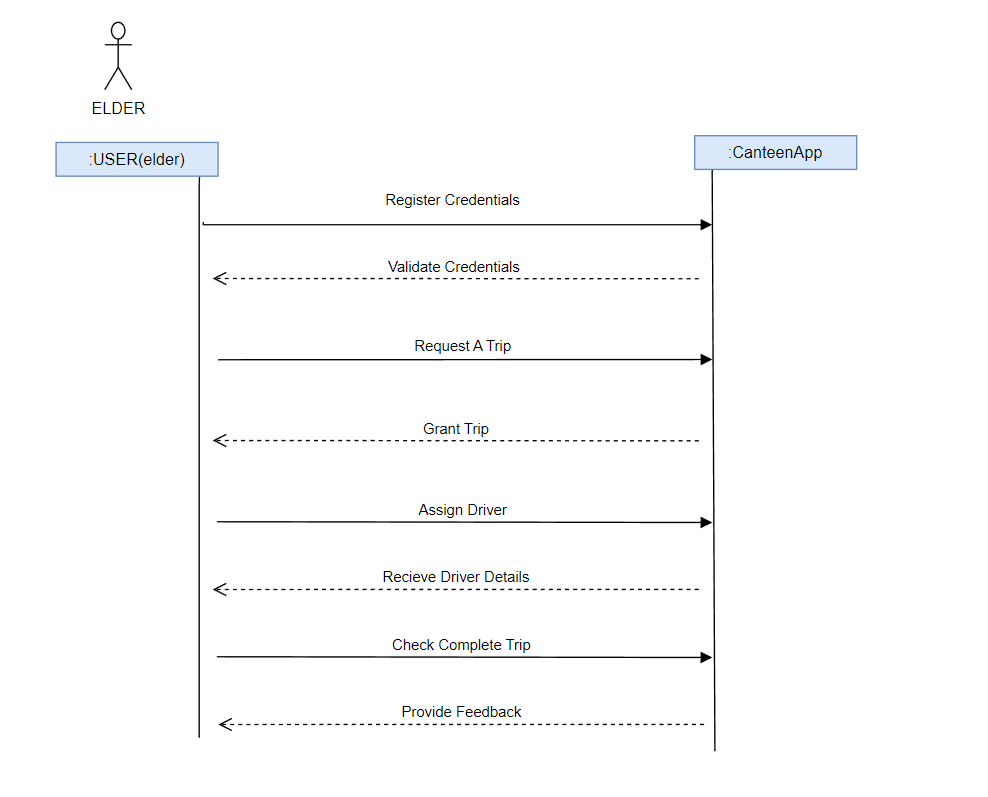 ELDER
:USER(elder)
:CanteenApp
Register Credentials
Validate Credentials
Request A Trip
Grant Trip
Assign Driver
Recieve Driver Details
Check Complete Trip
Provide Feedback